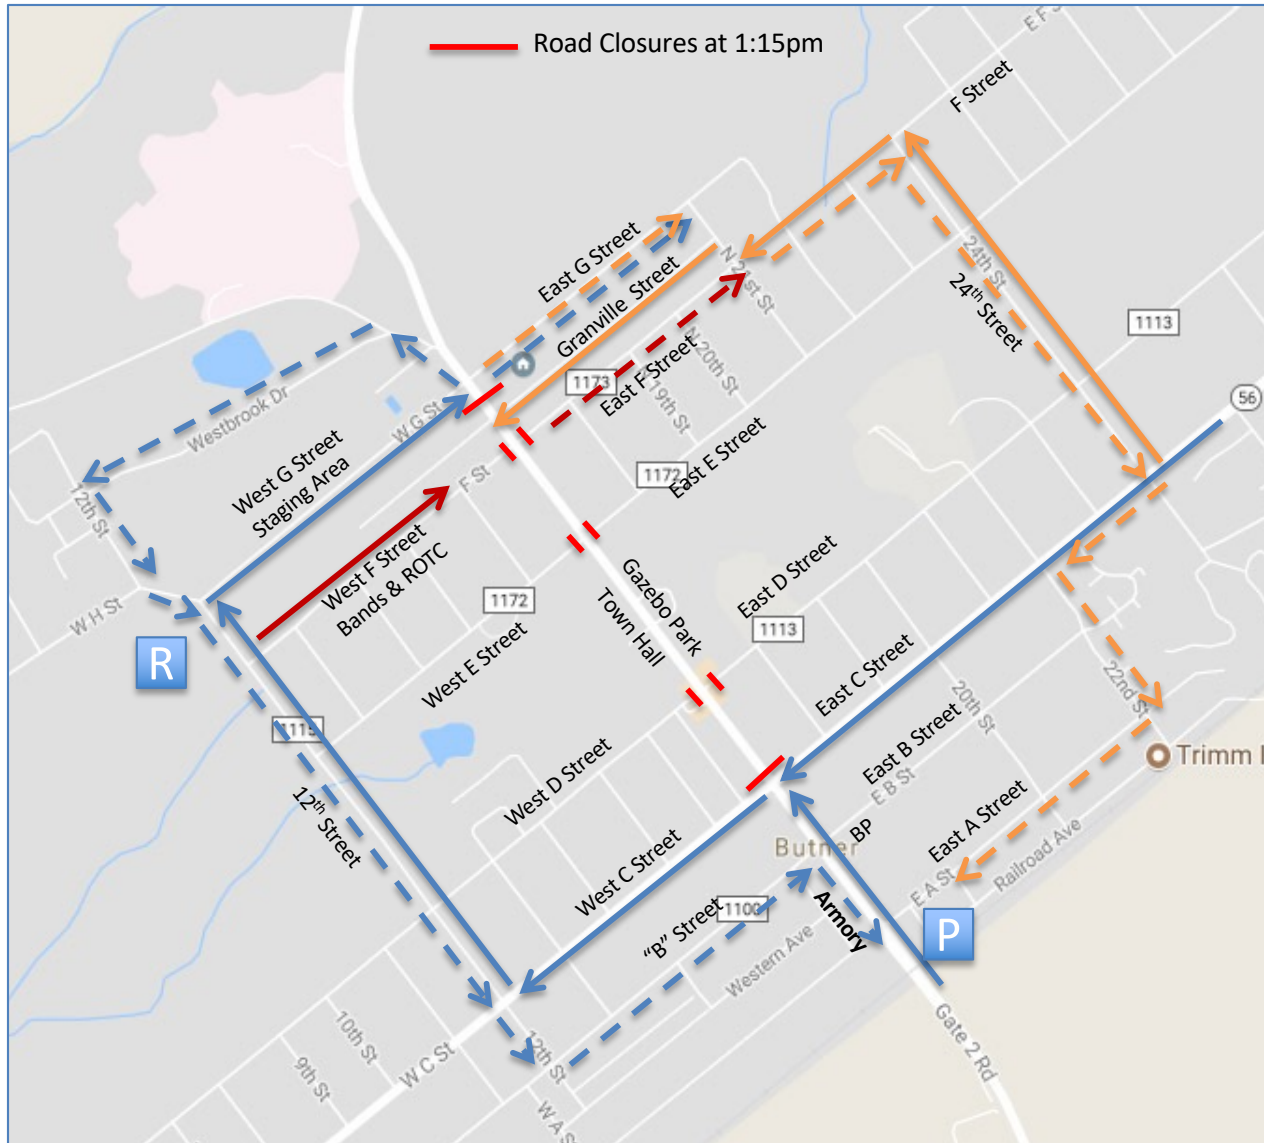 Road Closures at 1:15pm
E F S
F Street
East G Street
N 21st St
24th St
24th Street
1113
Granville Street
56
N 20th St
1173
East F Street
19th St
Westbrook Dr
W G St
West G Street
Staging Area
F St
1172
East E Street
12th St
West F Street
Bands & ROTC
1172
Gazebo Park
Town Hall
East D Street
1113
W H St
R
West E Street
East C Street
22nd St
20th St
1115
East B Street
E B St
Trimm
West D Street
12th Street
BP
Butner
East A Street
Railroad Ave
West C Street
E A St
1100
"B" Street
Armory
P
Western Ave
Gate 2 Rd
10th St
12th St
9th St
W C St
W A S